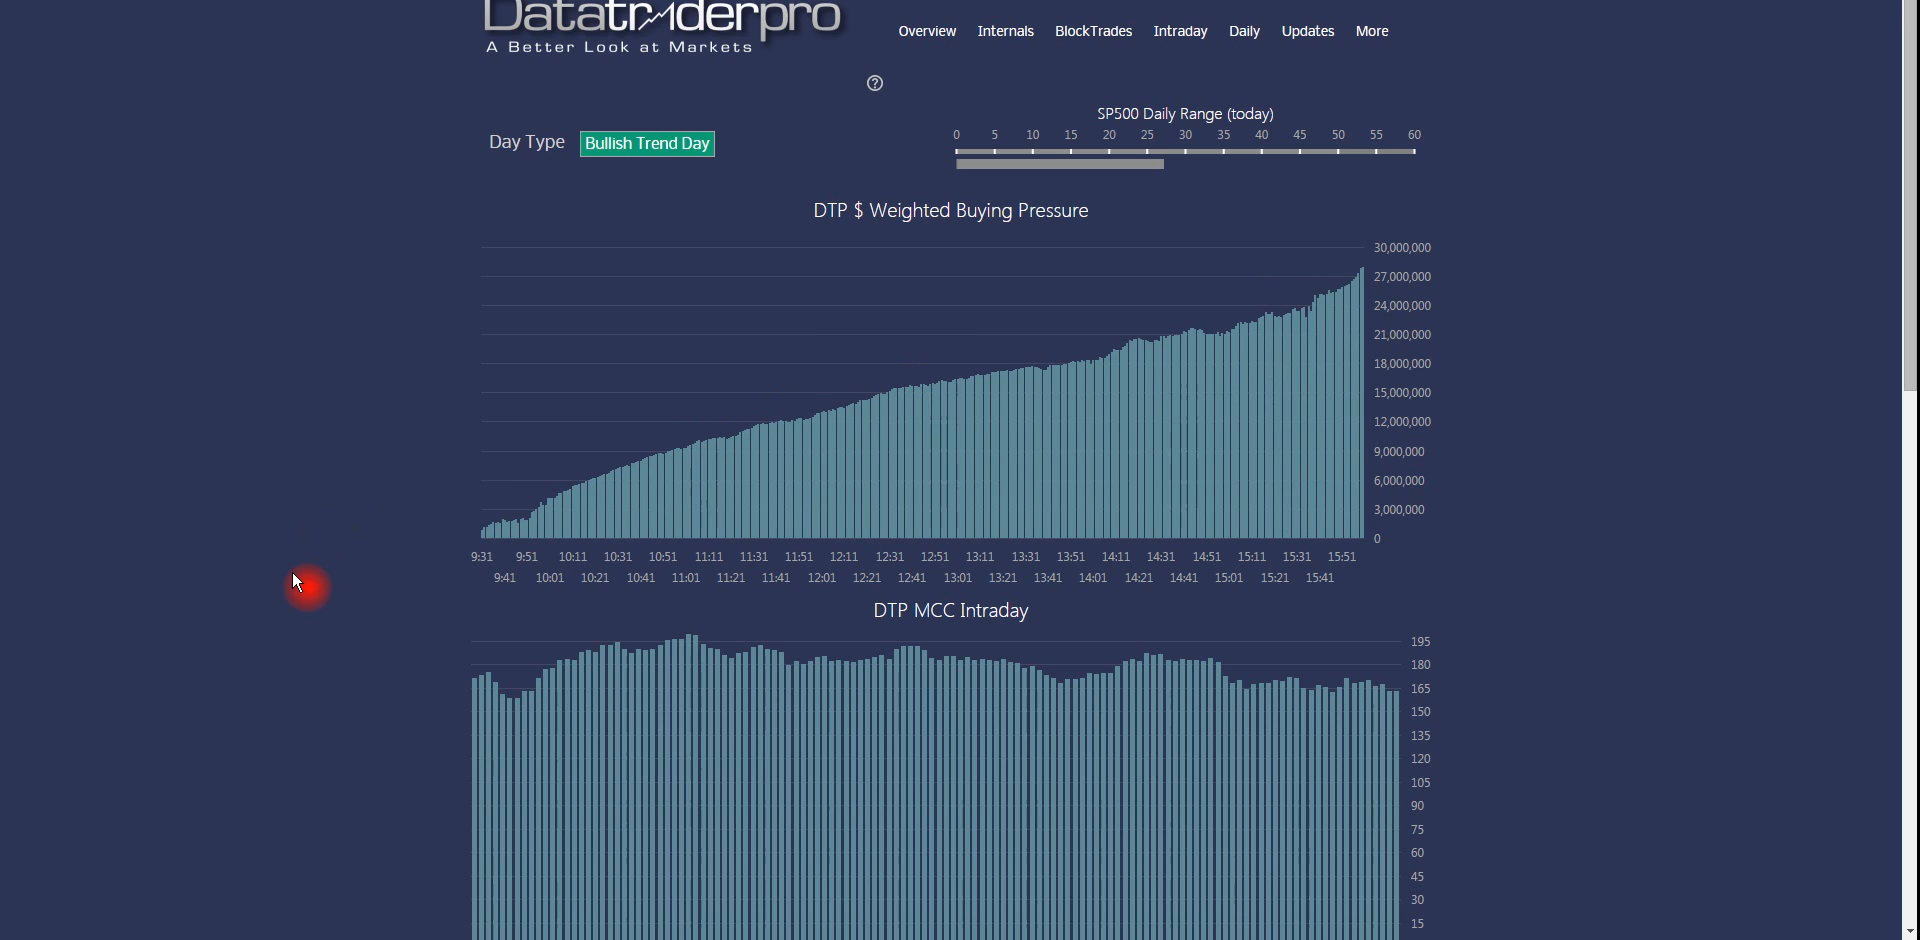 Datatraderpro
A Better Look at Markets
Overview Internals BlockTrades Intraday Daily Updates More
?
SP500 Daily Range (today)
0 5 10 15 20 25 30 35 40 45 50 55 60
Day Type Bullish Trend Day
DTP $ Weighted Buying Pressure
30,000,000
27,000,000
24,000,000
21,000,000
18,000,000
15,000,000
12,000,000
9,000,000
6,000,000
3,000,000
0
9:31 9:51 10:11 10:31 10:51 11:11 11:31 11:51 12:11 12:31 12:51 13:11 13:31 13:51 14:11 14:31 14:51 15:11 15:31 15:51
9:41 10:01 10:21 10:41 11:01 11:21 11:41 12:01 12:21 12:41 13:01 13:21 13:41 14:01 14:21 14:41 15:01 15:21 15:41
DTP MCC Intraday
195
180
165
150
135
120
105
90
75
60
45
30
15